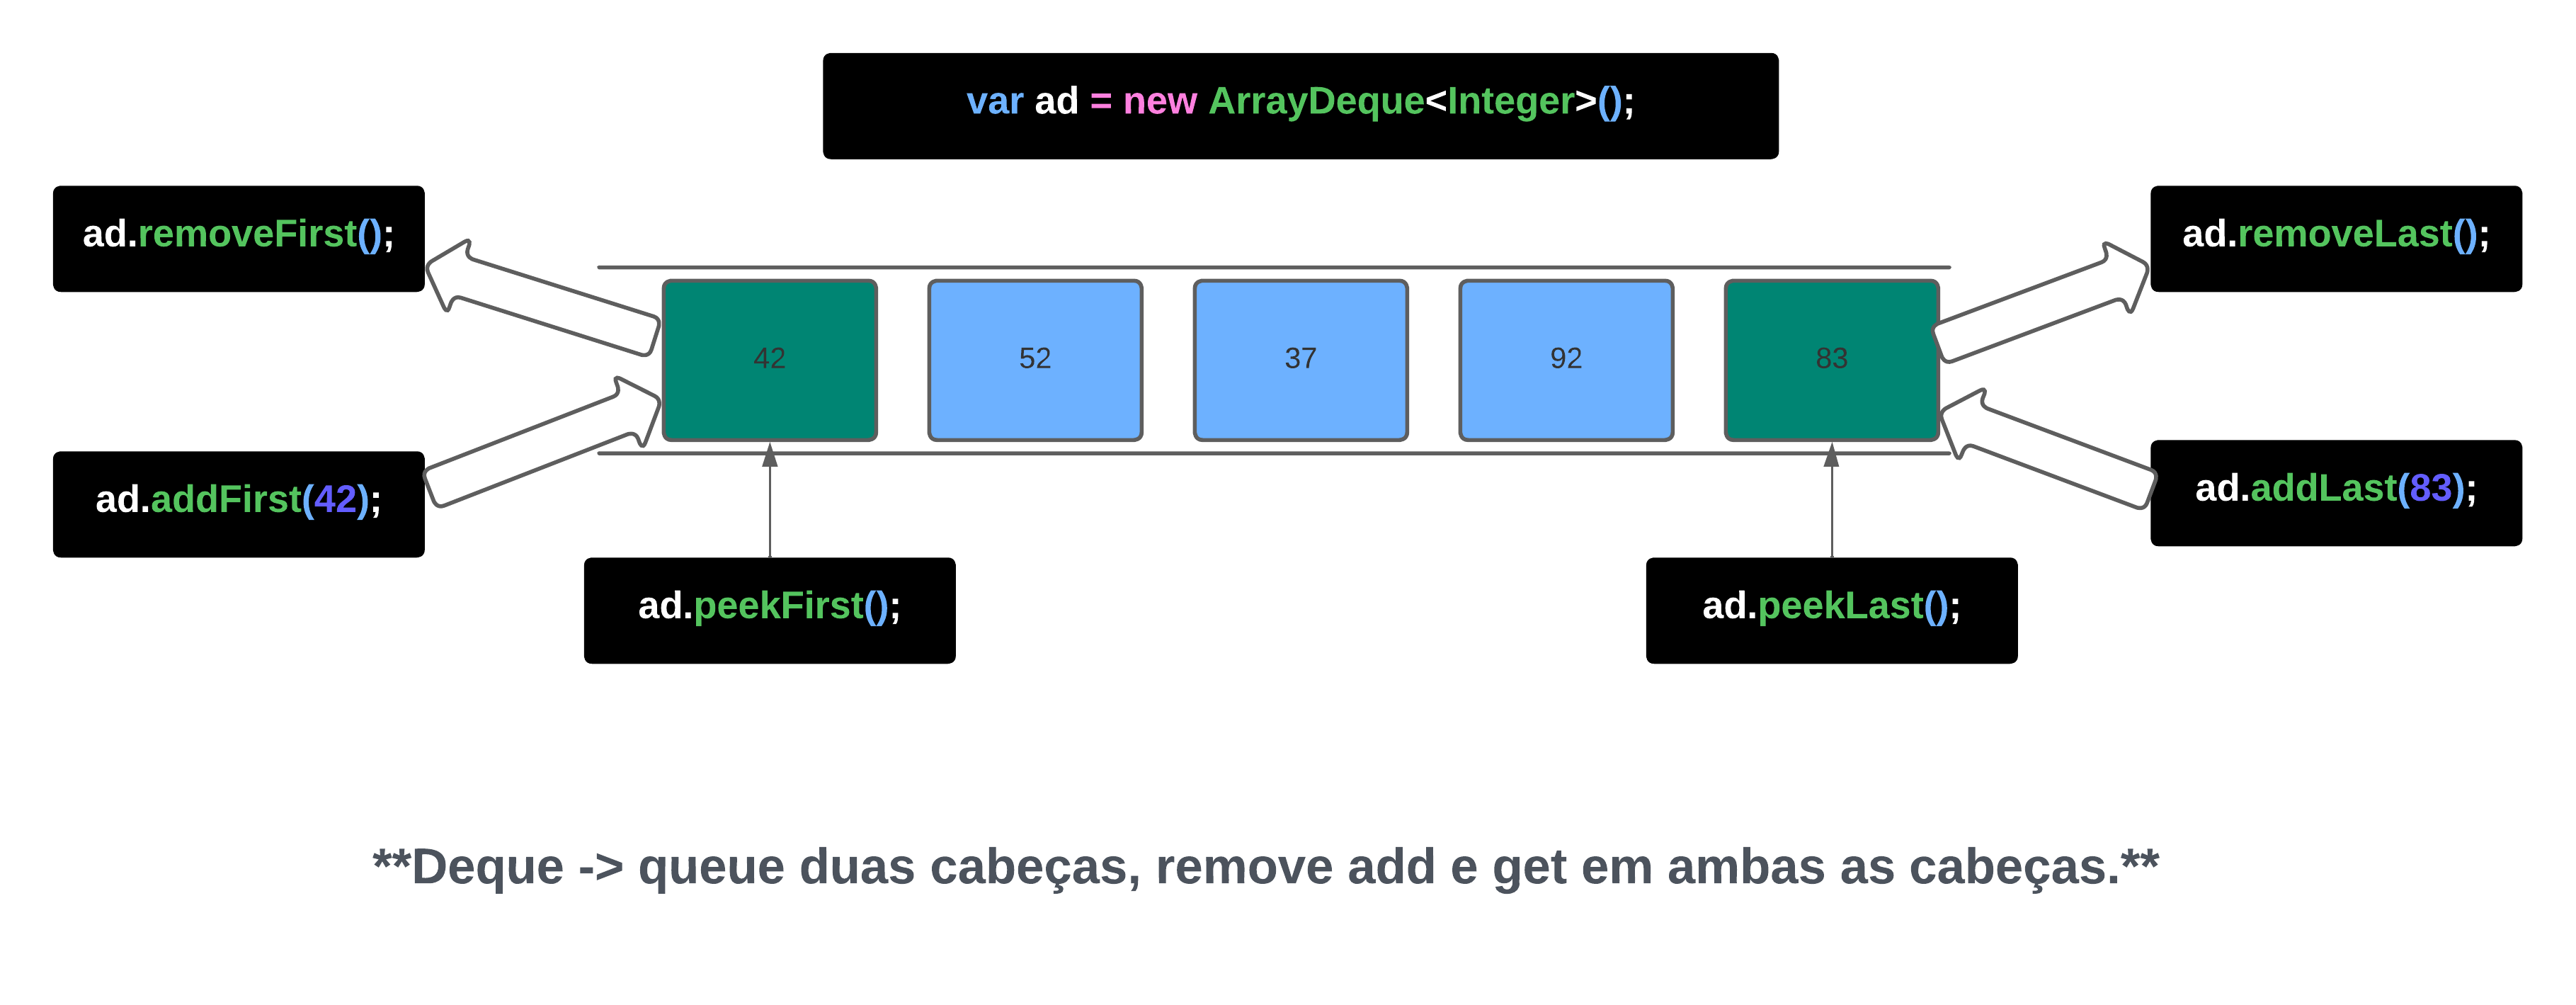 var ad = new ArrayDeque<Integer>();
ad.removeFirst();
ad.removeLast();
42
52
37
92
83
ad.addFirst(42);
ad.addLast(83);
ad.peekFirst();
ad.peekLast();
**Deque -> queue duas cabeças, remove add e get em ambas as cabeças.**